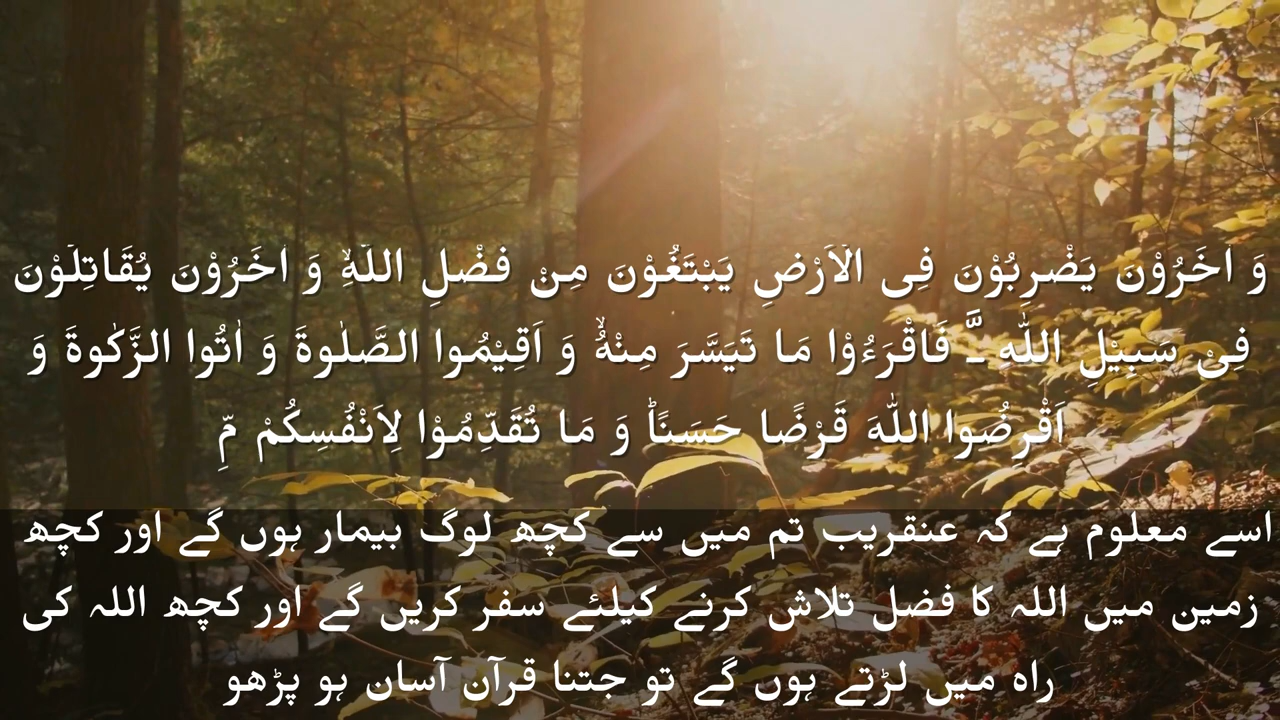 وَ اٰخَرُوْنَ یَضْرِبُوْنَ فِی الْاَرْضِ یَبْتَغُوْنَ مِنْ فَضْلِ اللّٰهِۙ وَ اٰخَرُوْنَ یُقَاتِلُوْنَ
فِیْ سَبِیْلِ اللّٰهِ ﳲ فَاقْرَءُوْا مَا تَیَسَّرَ مِنْهُۙ وَ اَقِیْمُوا الصَّلٰوةَ وَ اٰتُوا الزَّكٰوةَ وَ
اَقْرِضُوا اللّٰهَ قَرْضًا حَسَنًاؕ وَ مَا تُقَدِّمُوْا لِاَنْفُسِكُمْ مِّ
اسے معلوم ہے کہ عنقریب تم میں سے کچھ لوگ بیمار ہوں گے اور کچھ
زمین میں اللہ کا فضل تلاش کرنے کیلئے سفر کریں گے اور کچھ اللہ کی
راہ میں لڑتے ہوں گے تو جتنا قرآن آسان ہو پڑھو